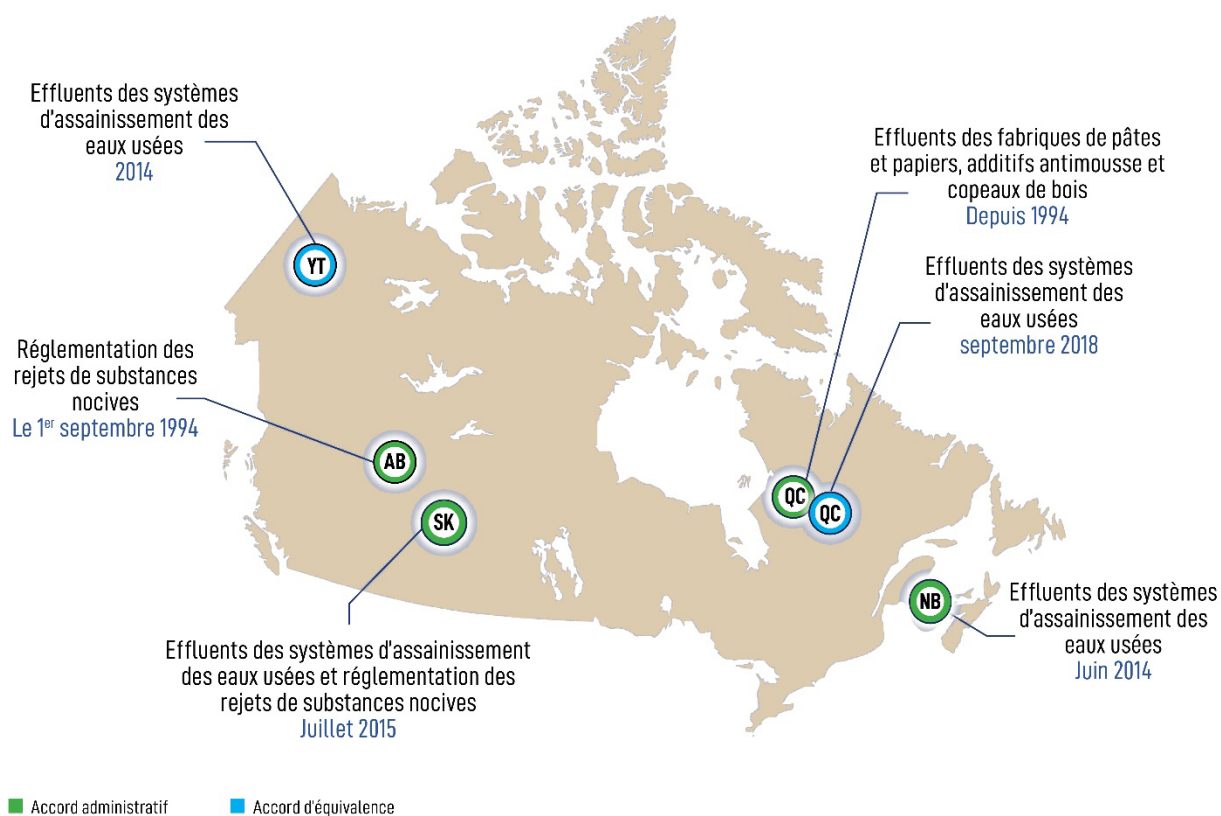 Effluents des systèmes
d'assainissement des
eaux usées
2014
YT
Réglementation des
rejets de substances
nocives
Le 1er septembre 1994
AB
SK
Effluents des systèmes d'assainissement
des eaux usées et réglementation des
rejets de substances nocives
Juillet 2015
Effluents des fabriques de pâtes
et papiers, additifs antimousse et
copeaux de bois
Depuis 1994
Effluents des systèmes
d'assainissement des
eaux usées
septembre 2018
QC
QC
NB
Effluents des systèmes
d'assainissement des
eaux usées
Juin 2014
Accord administratif
Accord d'équivalence